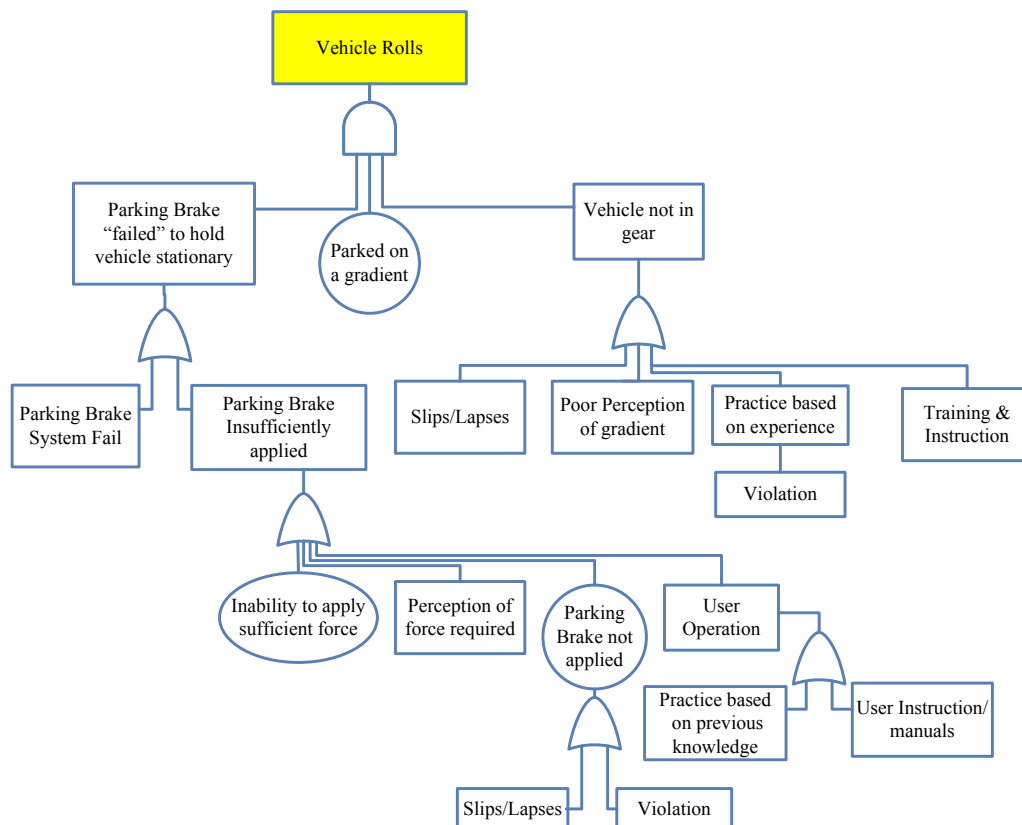 Vehicle Rolls
Parking Brake
“failed” to hold
vehicle stationary
Parked on
a gradient
Vehicle not in
gear
Parking Brake
System Fail
Parking Brake
Insufficiently
applied
Slips/Lapses
Poor Perception
of gradient
Practice based
on experience
Training &
Instruction
Violation
Inability to apply
sufficient force
Perception of
force required
Parking
Brake not
applied
User
Operation
Practice based
on previous
knowledge
User Instruction/
manuals
Slips/Lapses
Violation